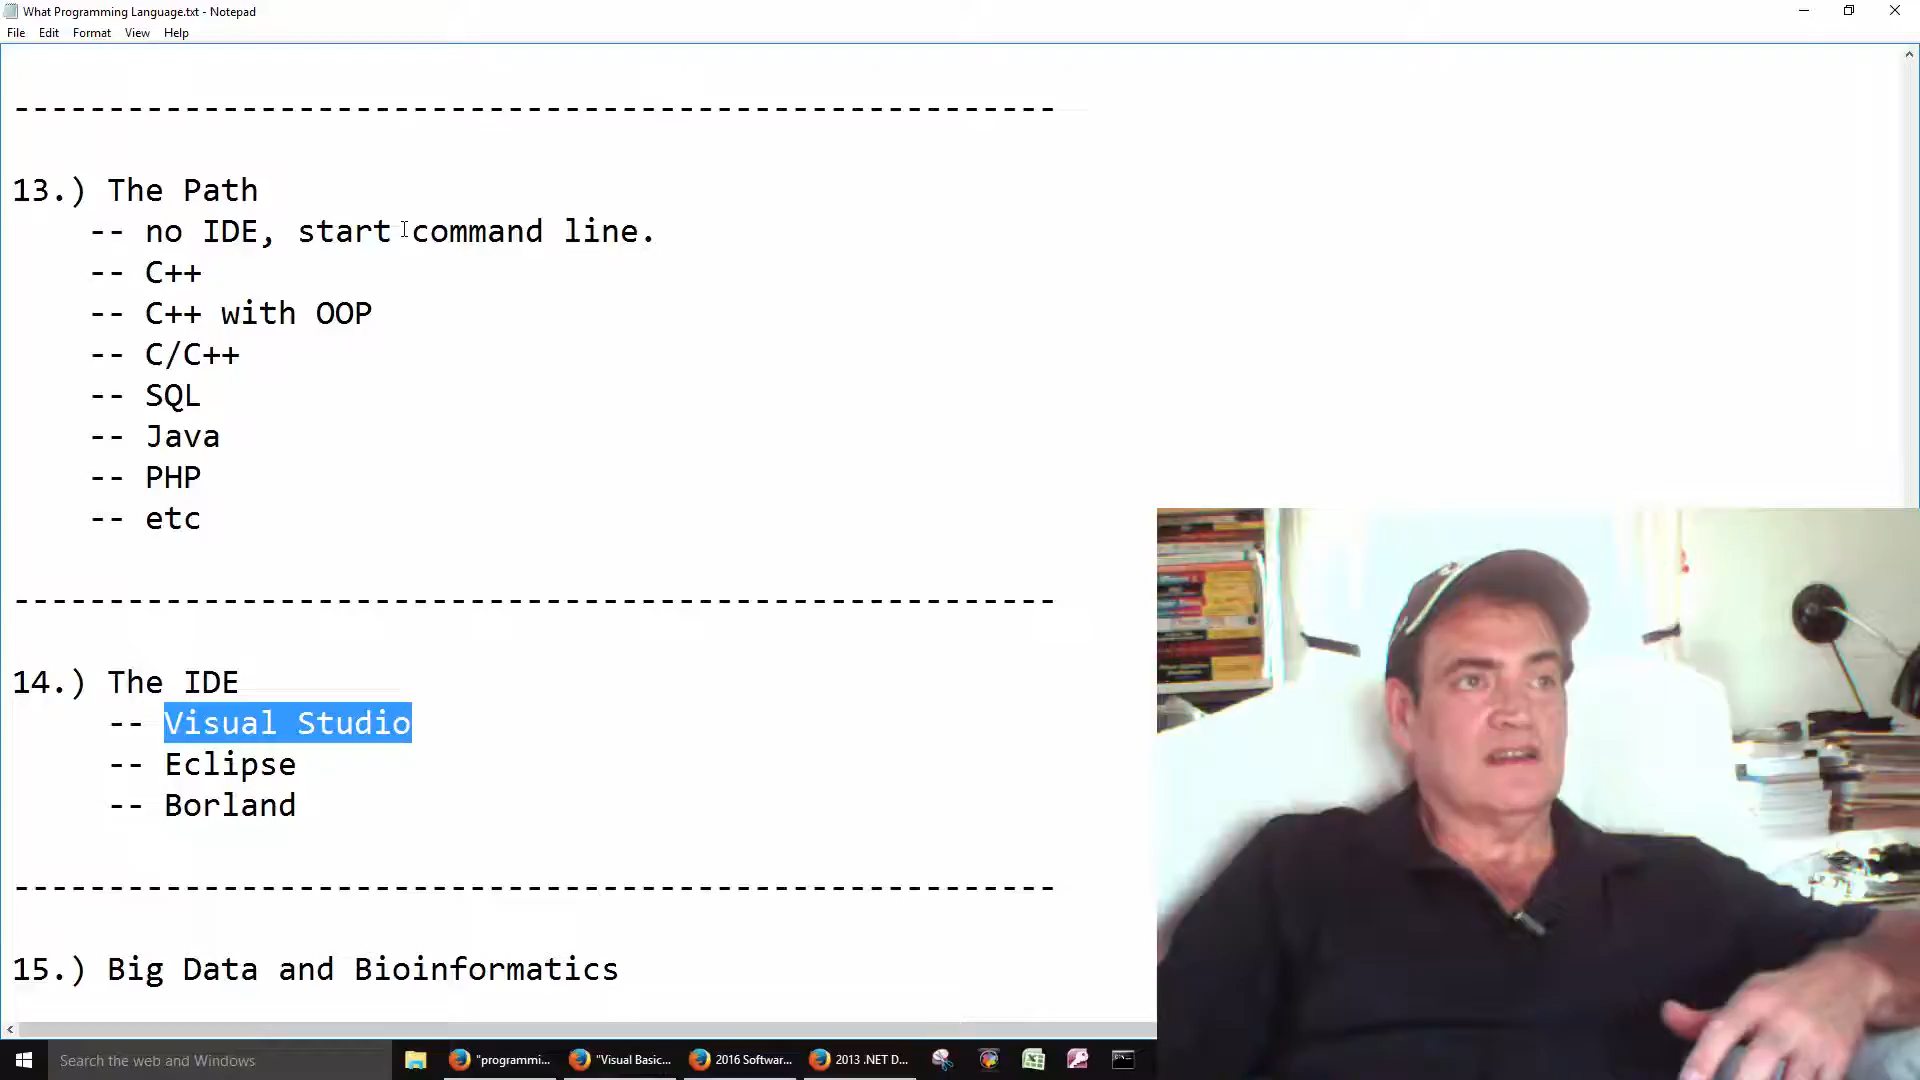 What Programming Language.txt - Notepad
File Edit Format View Help
-------------------------------------------------------
13.) The Path
-- no IDE, start command line.
-- C++
-- C++ with OOP
-- C/C++
-- SQL
-- Java
-- PHP
-- etc
-------------------------------------------------------
14.) The IDE
-- Visual Studio
-- Eclipse
-- Borland
-------------------------------------------------------
15.) Big Data and Bioinformatics
Search the web and Windows
"programmi...
"Visual Basic...
2016 Softwar...
2013 .NET D...